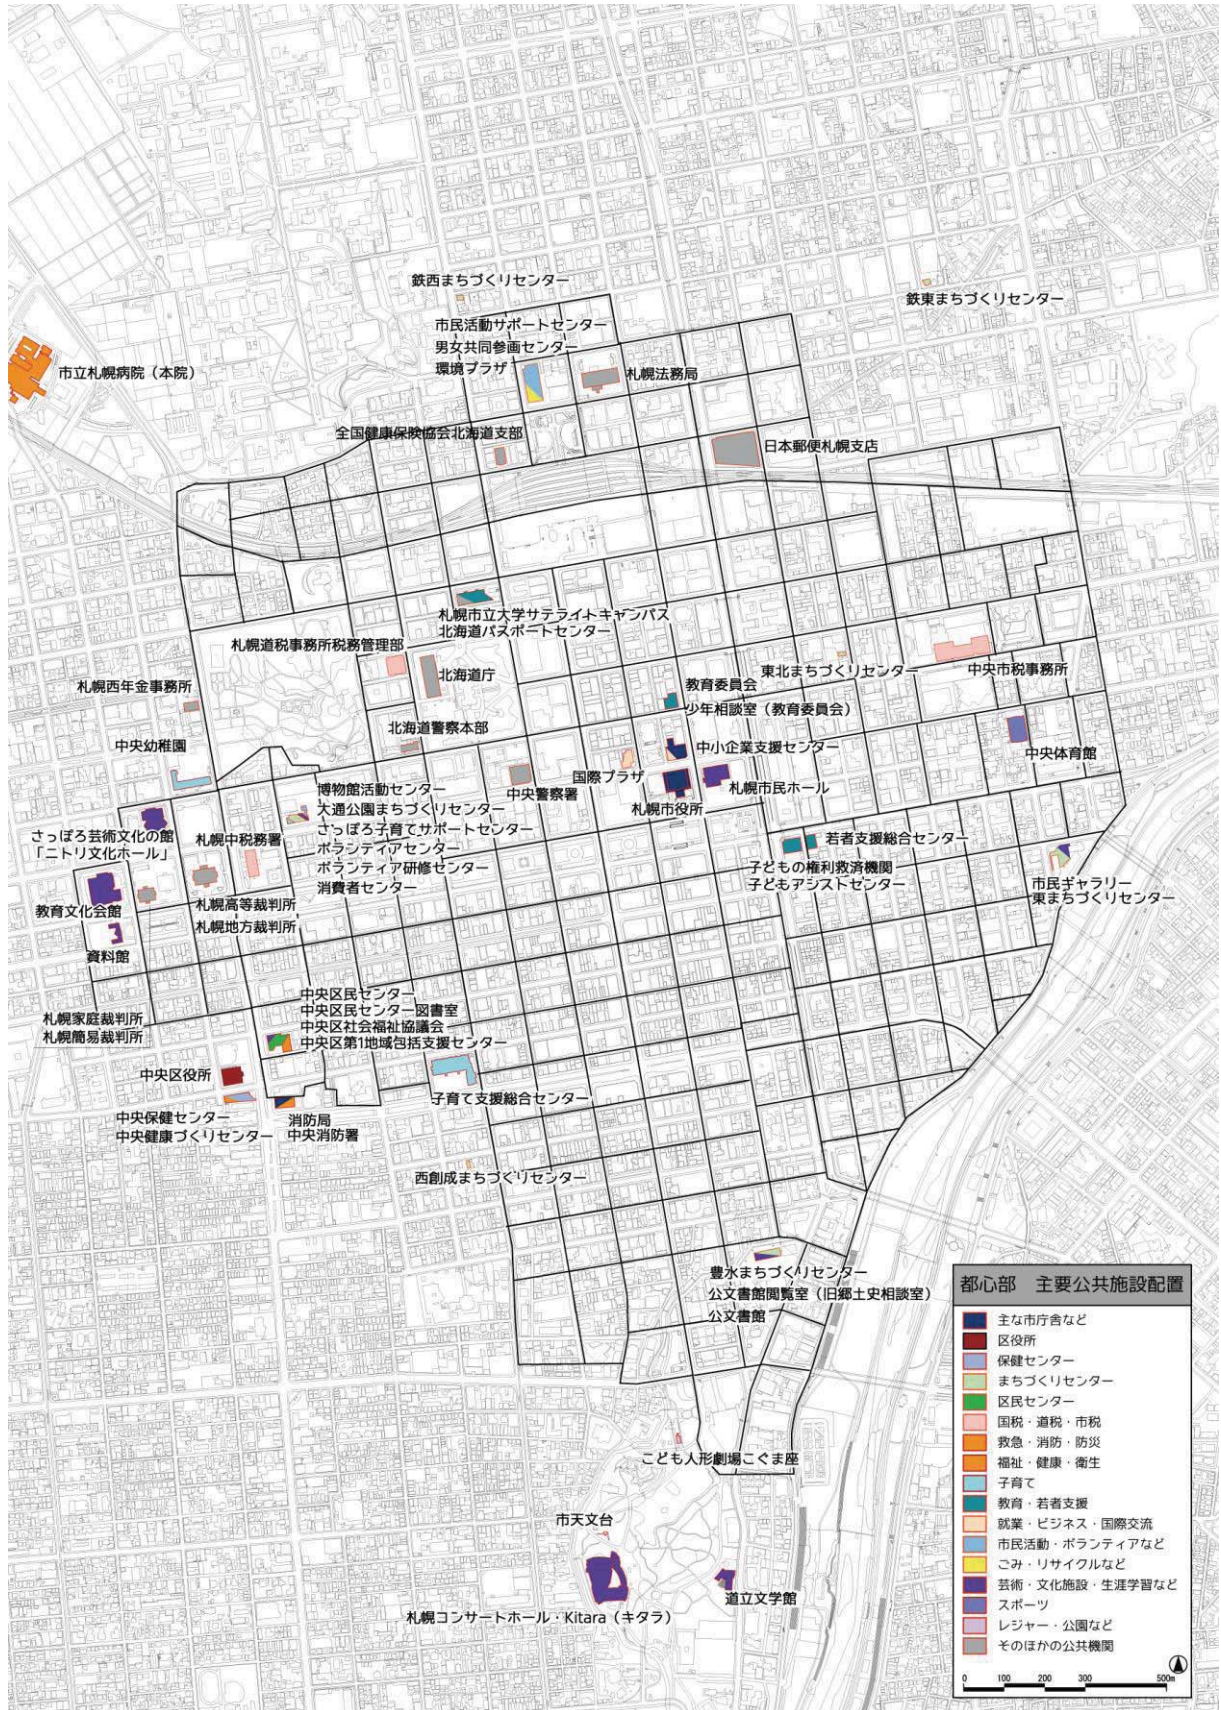 鉄西まちづくりセンター
鉄東まちづくりセンター
市民活動サポートセンター
男女共同参画センター
環境プラザ
札幌法務局
市立札幌病院（本院）
全国健康保険協会北海道支部
日本郵便札幌支店
札幌市立大学サテライトキャンパス
北海道パスポートセンター
札幌道税事務所税務管理部
北海道庁
東北まちづくりセンター
中央市税事務所
札幌西年金事務所
教育委員会
少年相談室（教育委員会）
北海道警察本部
中央幼稚園
中小企業支援センター
中央体育館
国際プラザ
札幌市民ホール
札幌市役所
中央警察署
博物館活動センター
大通公園まちづくりセンター
さっぽろ子育てサポートセンター
ボランティアセンター
ボランティア研修センター
消費者センター
さっぽろ芸術文化の館
「ニトリ文化ホール」
札幌中税務署
若者支援総合センター
子どもの権利救済機関
子どもアシストセンター
市民ギャラリー
東まちづくりセンター
教育文化会館
札幌高等裁判所
札幌地方裁判所
資料館
札幌家庭裁判所
札幌簡易裁判所
中央区民センター
中央区民センター図書室
中央区社会福祉協議会
中央区第1地域包括支援センター
中央区役所
子育て支援総合センター
中央保健センター
中央健康づくりセンター
消防局
中央消防署
西創成まちづくりセンター
豊水まちづくりセンター
公文書館閲覧室（旧郷土史相談室）
公文書館
こども人形劇場こぐま座
市天文台
道立文学館
札幌コンサートホール・Kitara（キタラ）
都心部　主要公共施設配置
主な市庁舎など
区役所
保健センター
まちづくりセンター
区民センター
国税・道税・市税
救急・消防・防災
福祉・健康・衛生
子育て
教育・若者支援
就業・ビジネス・国際交流
市民活動・ボランティアなど
ごみ・リサイクルなど
芸術・文化施設・生涯学習など
スポーツ
レジャー・公園など
そのほかの公共機関
0 100 200 300 500m